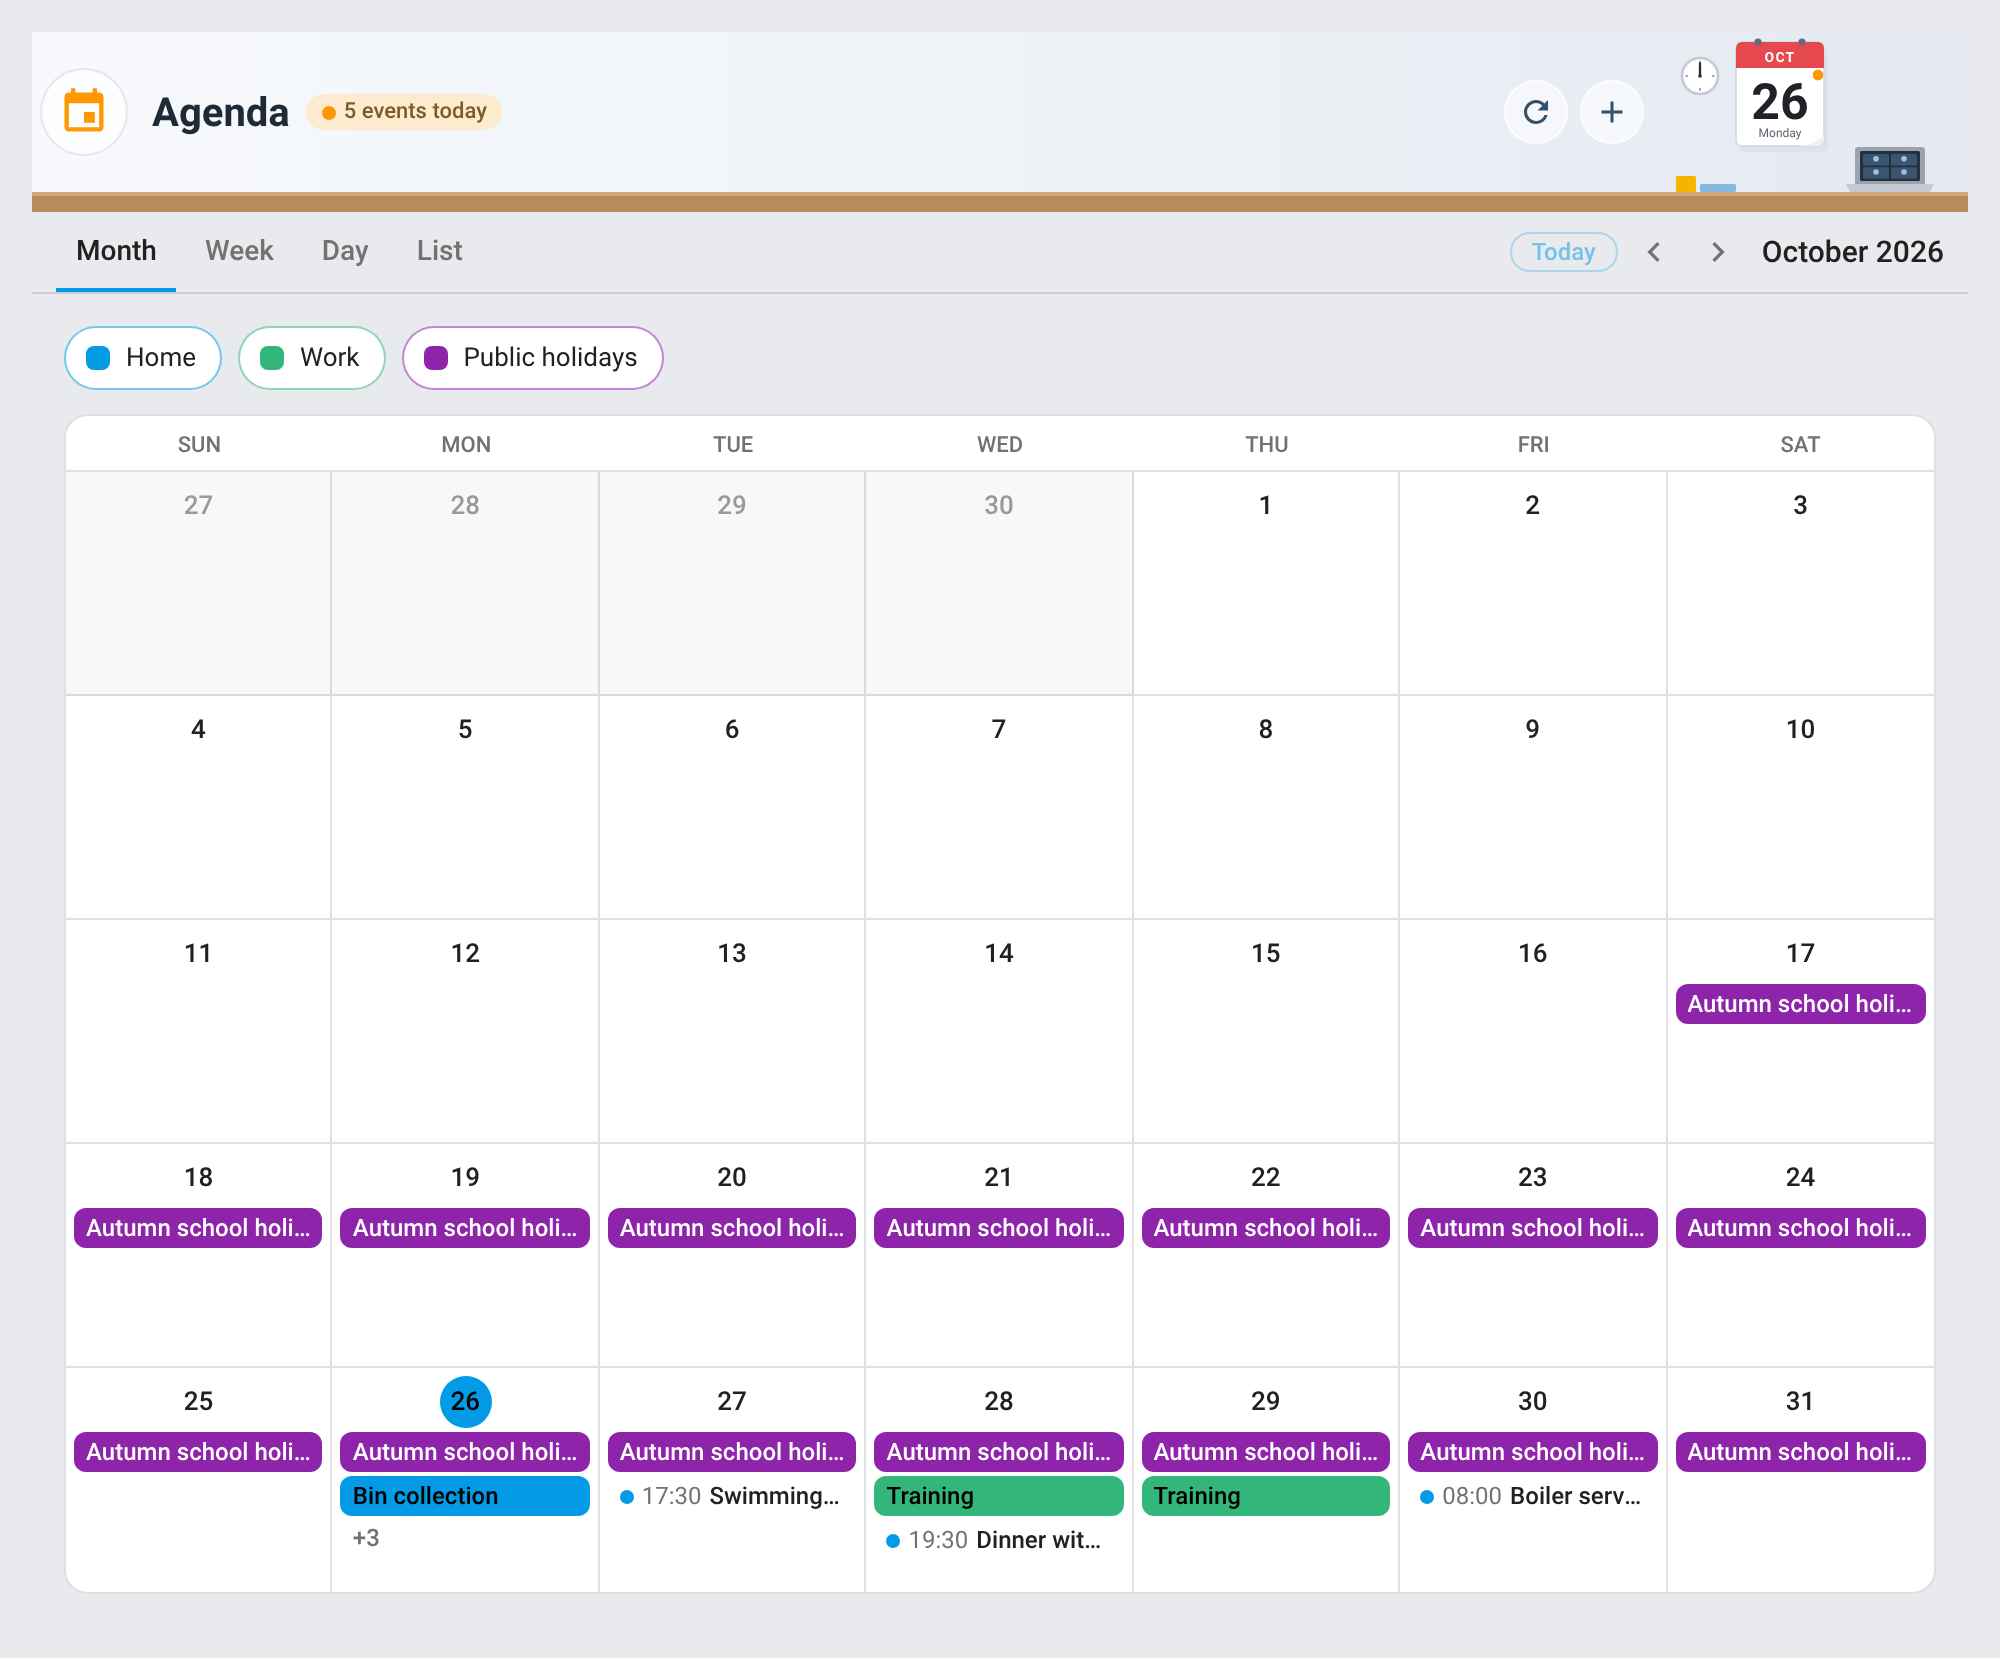 Agenda
5 events today
OCT
26
Monday
Month Week Day List
Today
October 2026
Home Work Public holidays
SUN MON TUE WED THU FRI SAT
27 28 29 30 1 2 3
4 5 6 7 8 9 10
11 12 13 14 15 16 17
Autumn school holi...
18 19 20 21 22 23 24
Autumn school holi... Autumn school holi... Autumn school holi... Autumn school holi... Autumn school holi... Autumn school holi... Autumn school holi...
25 26 27 28 29 30 31
Autumn school holi... Autumn school holi... Autumn school holi... Autumn school holi... Autumn school holi... Autumn school holi... Autumn school holi...
Bin collection 17:30 Swimming... Training Training 08:00 Boiler serv...
+3 19:30 Dinner wit...